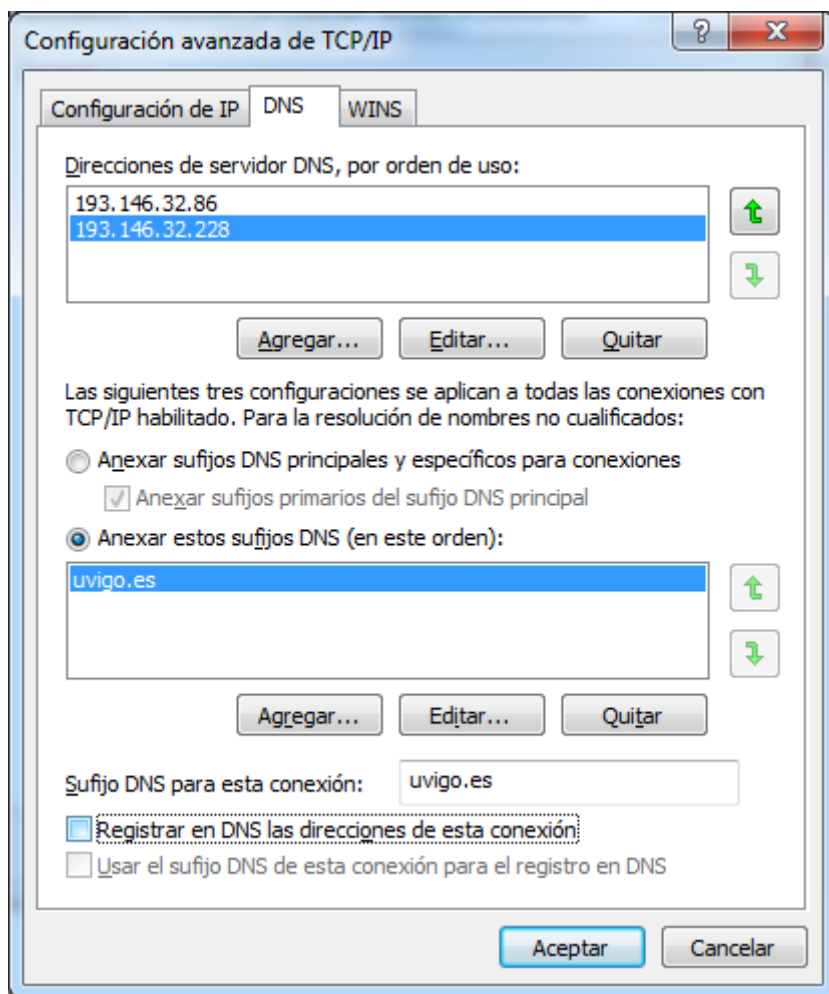 Configuración avanzada de TCP/IP
Configuración de IP DNS WINS
Direcciones de servidor DNS, por orden de uso:
193.146.32.86
193.146.32.228
Agregar... Editar... Quitar
Las siguientes tres configuraciones se aplican a todas las conexiones con
TCP/IP habilitado. Para la resolución de nombres no cualificados:
Anexar sufijos DNS principales y específicos para conexiones
Anexar sufijos primarios del sufijo DNS principal
Anexar estos sufijos DNS (en este orden):
uvigo.es
Agregar... Editar... Quitar
Sufijo DNS para esta conexión: uvigo.es
Registrar en DNS las direcciones de esta conexión
Usar el sufijo DNS de esta conexión para el registro en DNS
Aceptar Cancelar